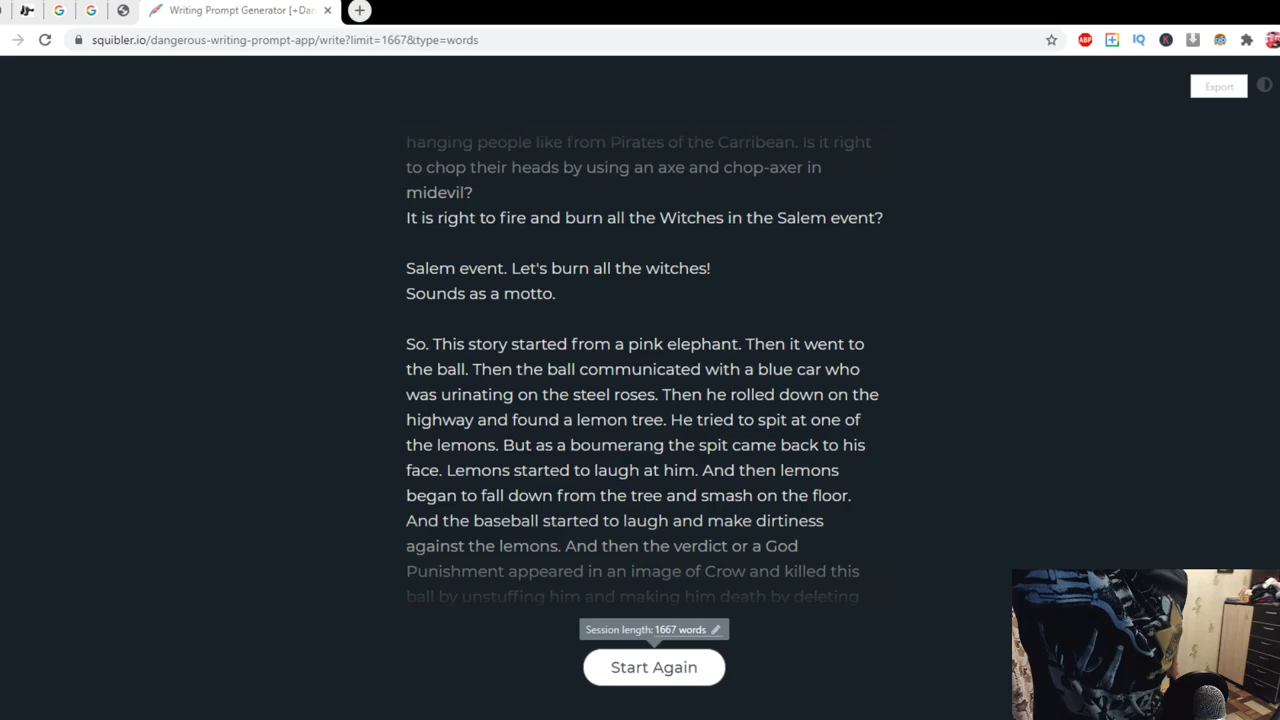 Writing Prompt Generator [+Dan
squibler.io/dangerous-writing-prompt-app/write?limit=1667&type=words
ABP
IQ
K
Export
hanging people like from Pirates of the Carribean. Is it right
to chop their heads by using an axe and chop-axer in
midevil?
It is right to fire and burn all the Witches in the Salem event?
Salem event. Let's burn all the witches!
Sounds as a motto.
So. This story started from a pink elephant. Then it went to
the ball. Then the ball communicated with a blue car who
was urinating on the steel roses. Then he rolled down on the
highway and found a lemon tree. He tried to spit at one of
the lemons. But as a boumerang the spit came back to his
face. Lemons started to laugh at him. And then lemons
began to fall down from the tree and smash on the floor.
And the baseball started to laugh and make dirtiness
against the lemons. And then the verdict or a God
Punishment appeared in an image of Crow and killed this
ball by unstuffing him and making him death by deleting
Session length: 1667 words
Start Again